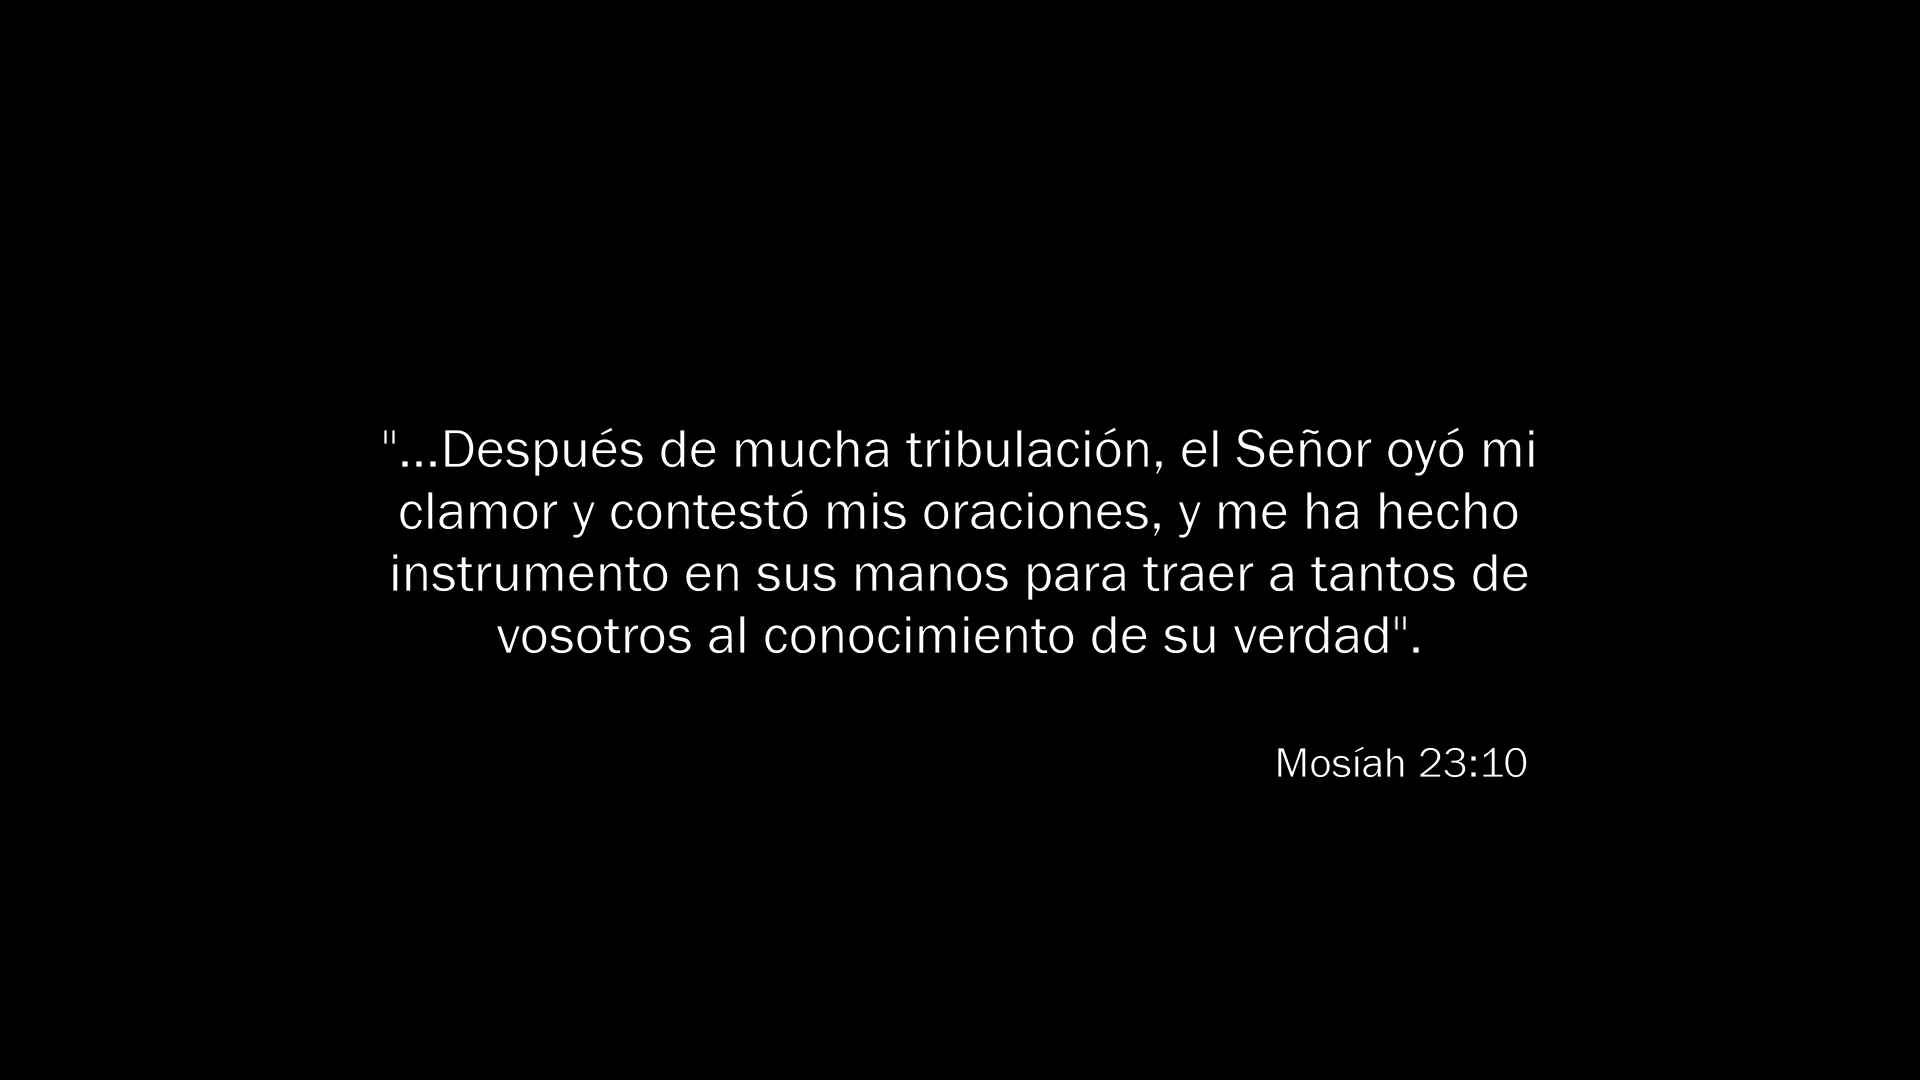 "...Después de mucha tribulación, el Señor oyó mi
clamor y contestó mis oraciones, y me ha hecho
instrumento en sus manos para traer a tantos de
vosotros al conocimiento de su verdad".
Mosíah 23:10